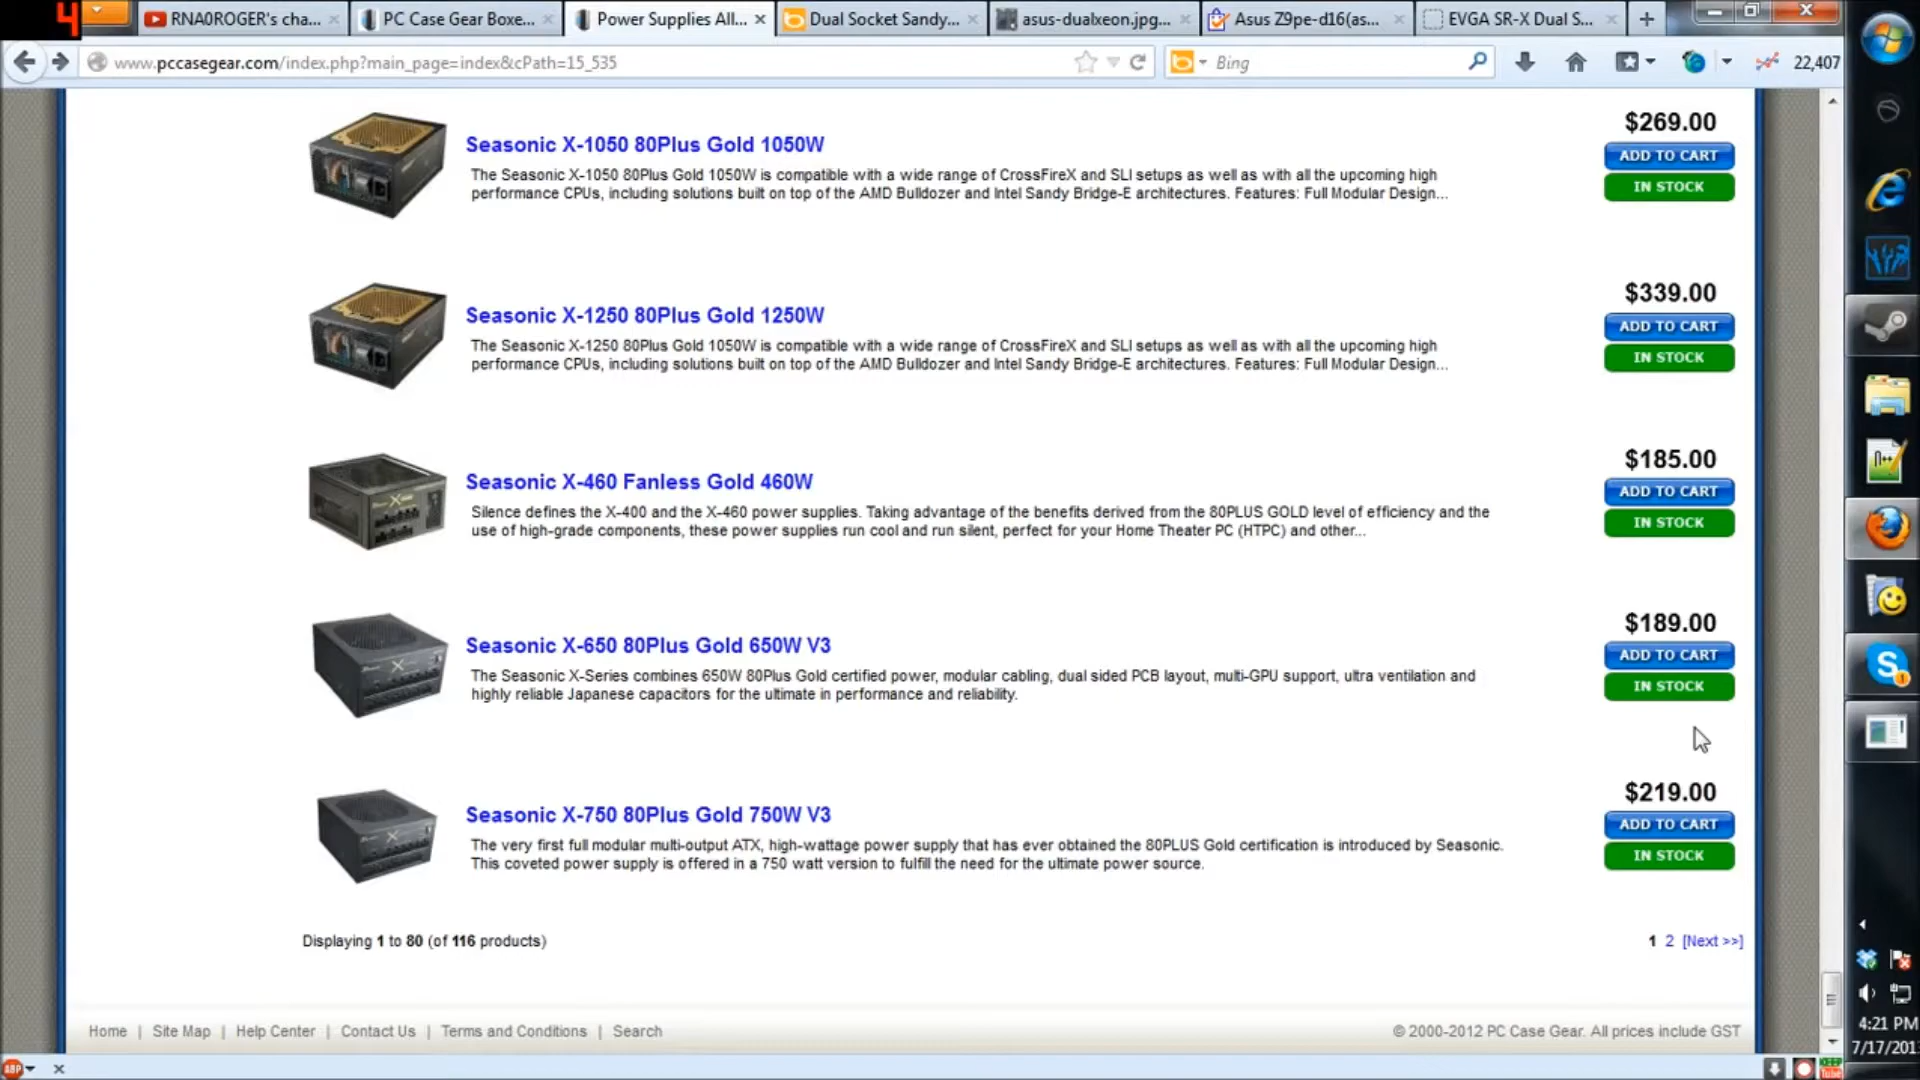 4
RNA0ROGER's cha...
PC Case Gear Boxe...
Power Supplies All...
Dual Socket Sandy...
asus-dualxeon.jpg...
Asus Z9pe-d16(as...
EVGA SR-X Dual S...
www.pccasegear.com/index.php?main_page=index&cPath=15_535
Bing
22,407
Seasonic X-1050 80Plus Gold 1050W
The Seasonic X-1050 80Plus Gold 1050W is compatible with a wide range of CrossFireX and SLI setups as well as with all the upcoming high
performance CPUs, including solutions built on top of the AMD Bulldozer and Intel Sandy Bridge-E architectures. Features: Full Modular Design...
$269.00
ADD TO CART
IN STOCK
Seasonic X-1250 80Plus Gold 1250W
The Seasonic X-1250 80Plus Gold 1050W is compatible with a wide range of CrossFireX and SLI setups as well as with all the upcoming high
performance CPUs, including solutions built on top of the AMD Bulldozer and Intel Sandy Bridge-E architectures. Features: Full Modular Design...
$339.00
ADD TO CART
IN STOCK
Seasonic X-460 Fanless Gold 460W
Silence defines the X-400 and the X-460 power supplies. Taking advantage of the benefits derived from the 80PLUS GOLD level of efficiency and the
use of high-grade components, these power supplies run cool and run silent, perfect for your Home Theater PC (HTPC) and other...
$185.00
ADD TO CART
IN STOCK
Seasonic X-650 80Plus Gold 650W V3
The Seasonic X-Series combines 650W 80Plus Gold certified power, modular cabling, dual sided PCB layout, multi-GPU support, ultra ventilation and
highly reliable Japanese capacitors for the ultimate in performance and reliability.
$189.00
ADD TO CART
IN STOCK
Seasonic X-750 80Plus Gold 750W V3
The very first full modular multi-output ATX, high-wattage power supply that has ever obtained the 80PLUS Gold certification is introduced by Seasonic.
This coveted power supply is offered in a 750 watt version to fulfill the need for the ultimate power source.
$219.00
ADD TO CART
IN STOCK
Displaying 1 to 80 (of 116 products)
1 2 [Next >>]
Home | Site Map | Help Center | Contact Us | Terms and Conditions | Search
© 2000-2012 PC Case Gear. All prices include GST
4:21 PM
7/17/201
ABP